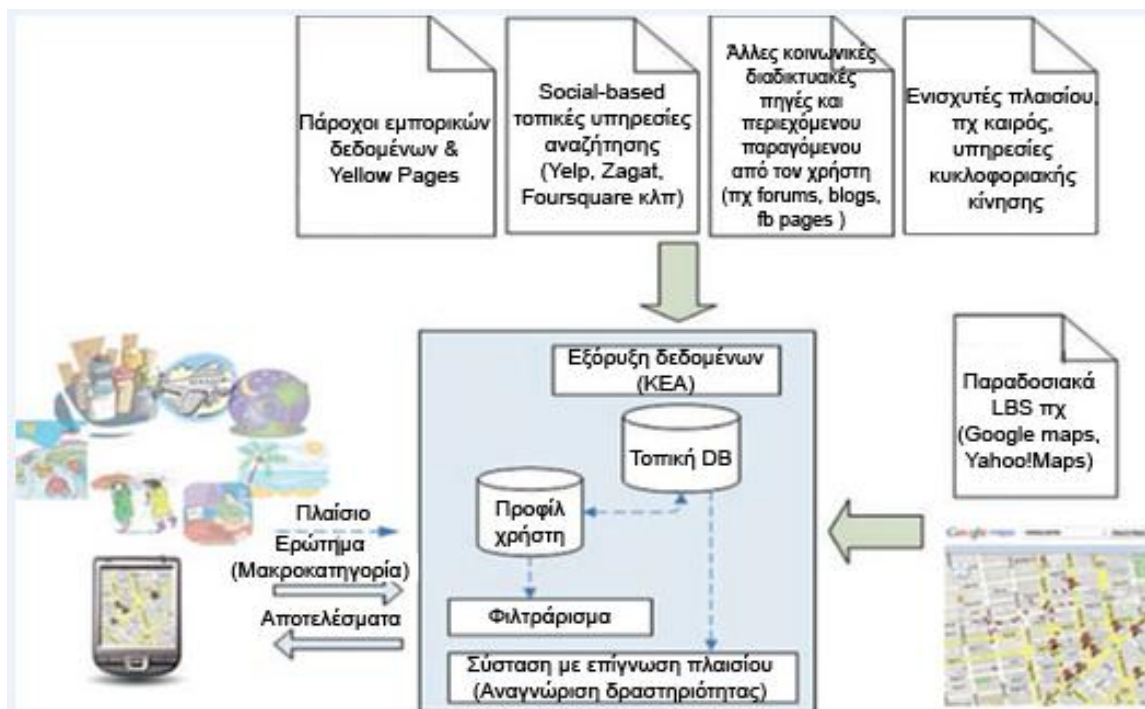 Πάροχοι εμπορικών
δεδομένων &
Yellow Pages
Social-based
τοπικές υπηρεσίες
αναζήτησης
(Yelp, Zagat,
Foursquare κλπ)
Άλλες κοινωνικές
διαδικτυακές
πηγές και
περιεχόμενου
παραγόμενου
από τον χρήστη
(πχ forums, blogs,
fb pages )
Ενισχυτές πλαισίου,
πχ καιρός,
υπηρεσίες
κυκλοφοριακής
κίνησης
Εξόρυξη δεδομένων
(KEA)
Τοπική DB
Προφίλ
χρήστη
Φιλτράρισμα
Σύσταση με επίγνωση πλαισίου
(Αναγνώριση δραστηριότητας)
Πλαίσιο
Ερώτημα
(Μακροκατηγορία)
Αποτελέσματα
Παραδοσιακά
LBS πχ
(Google maps,
Yahoo!Maps)
Google maps